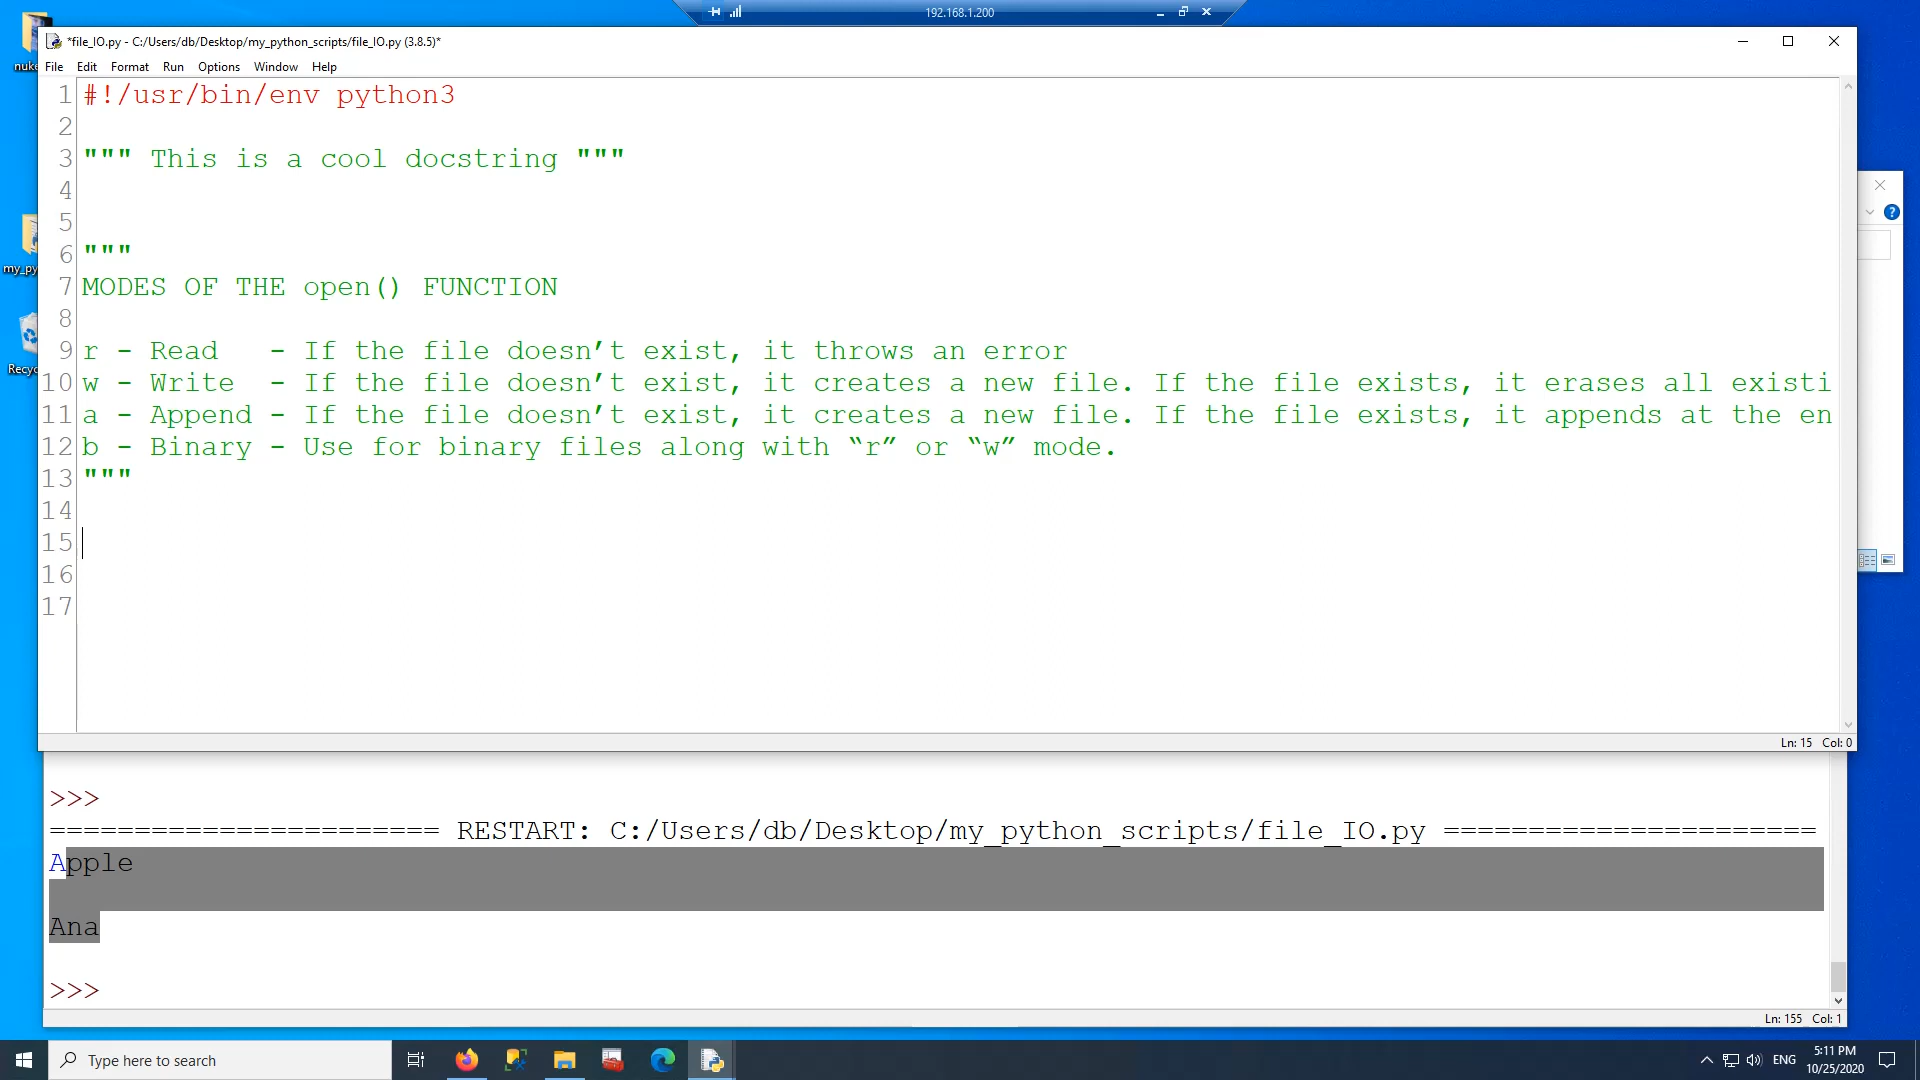 192.168.1.200
*file_IO.py - C:/Users/db/Desktop/my_python_scripts/file_IO.py (3.8.5)*
File Edit Format Run Options Window Help
1 #!/usr/bin/env python3
2
3 """ This is a cool docstring """
4
5
6 """
7 MODES OF THE open() FUNCTION
8
9 r - Read   - If the file doesn’t exist, it throws an error
10 w - Write  - If the file doesn’t exist, it creates a new file. If the file exists, it erases all existi
11 a - Append - If the file doesn’t exist, it creates a new file. If the file exists, it appends at the en
12 b - Binary - Use for binary files along with “r” or “w” mode.
13 """
14
15
16
17
Ln: 15 Col: 0
nuke
my_py
Recyc
>>>
======================= RESTART: C:/Users/db/Desktop/my_python_scripts/file_IO.py ======================
Apple
Ana
>>>
Ln: 155 Col: 1
Type here to search
ENG
5:11 PM
10/25/2020